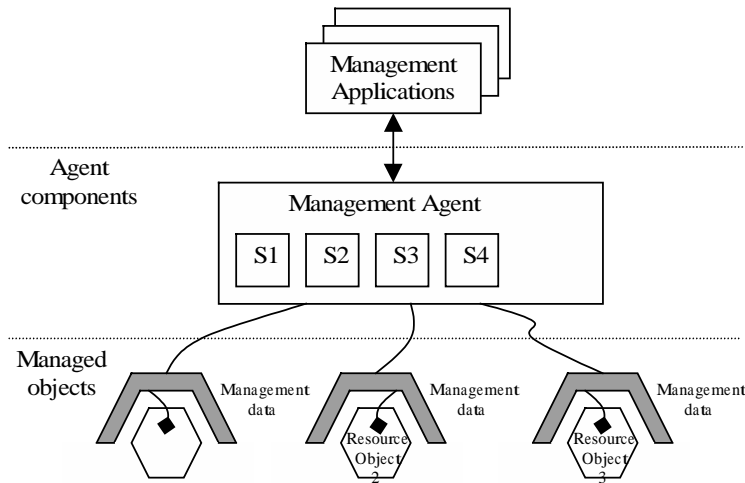 Management
Applications
Agent
components
Management Agent
S1 S2 S3 S4
Managed
objects
Management
data
Management
data
Management
data
Resource
Object
2
Resource
Object
3